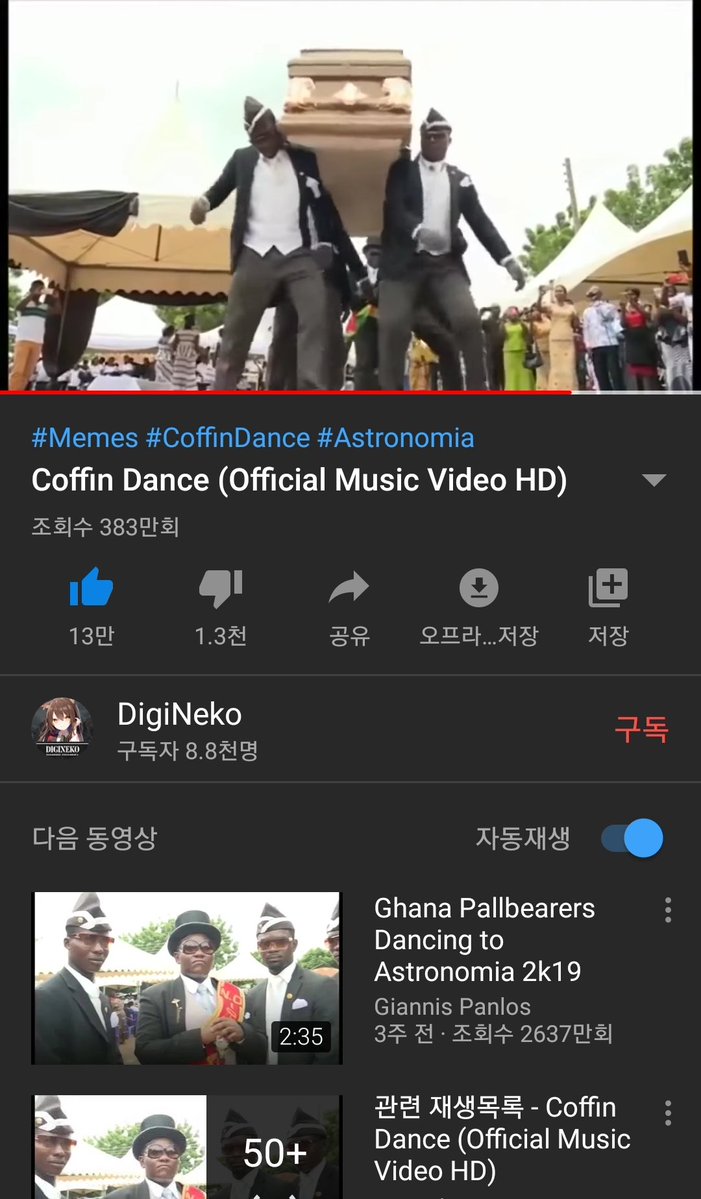 #Memes #CoffinDance #Astronomia
Coffin Dance (Official Music Video HD)
조회수 383만회
13만
1.3천
공유
오프라...저장
저장
DigiNeko
DIGINEKO
구독자 8.8천명
구독
다음 동영상
자동재생
Ghana Pallbearers
Dancing to
Astronomia 2k19
Giannis Panlos
3주 전 · 조회수 2637만회
2:35
관련 재생목록 - Coffin
Dance (Official Music
Video HD)
50+